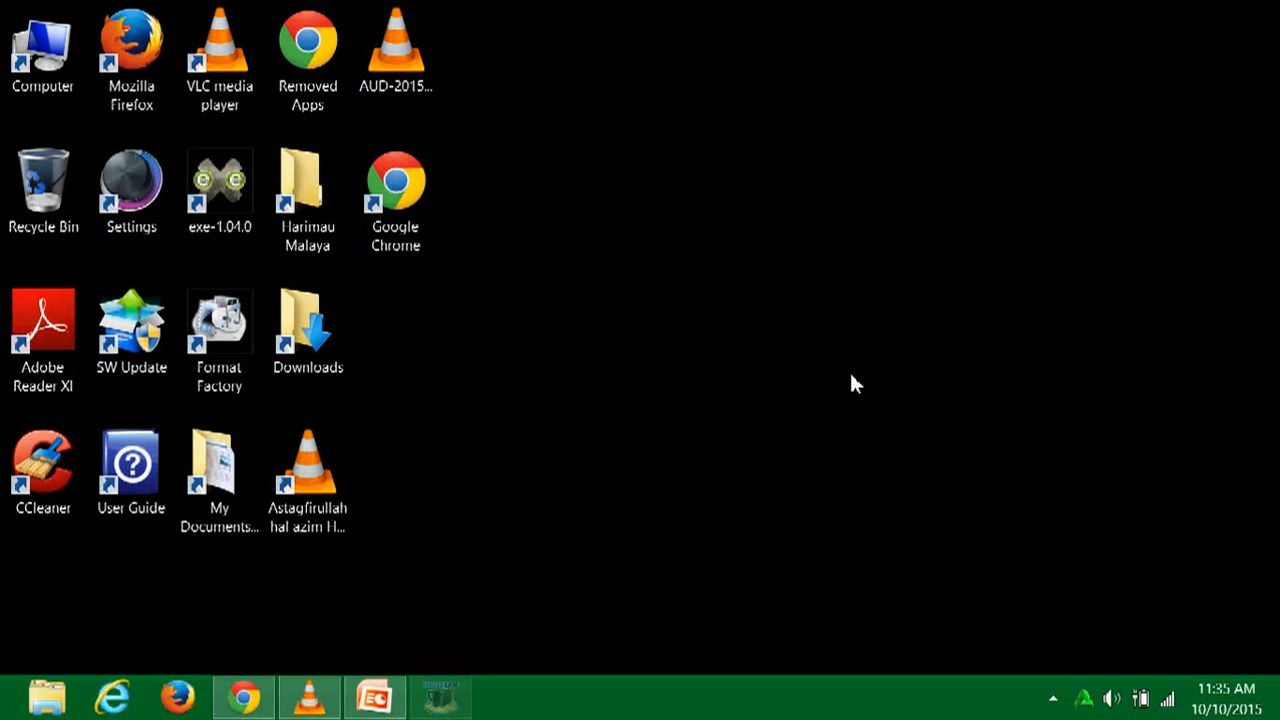 Computer
Mozilla
Firefox
VLC media
player
Removed
Apps
AUD-2015...
Recycle Bin
Settings
exe-1.04.0
Harimau
Malaya
Google
Chrome
Adobe
Reader XI
SW Update
Format
Factory
Downloads
CCleaner
User Guide
My
Documents...
Astagfirullah
hal azim H...
11:35 AM
10/10/2015